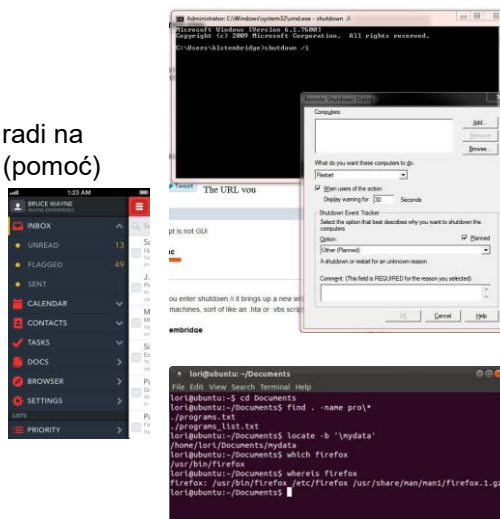 Administrator: C:\Windows\system32\cmd.exe - shutdown /i
Microsoft Windows [Version 6.1.7600]
Copyright (c) 2009 Microsoft Corporation. All rights reserved.
C:\Users\klstembridge>shutdown /i
Remote Shutdown Dialog
Computers
Add...
Remove
Browse...
What do you want these computers to do:
Restart
Warn users of the action
Display warning for 30 Seconds
Shutdown Event Tracker
Select the option that best describes why you want to shutdown the
computers
Option:
Planned
Other (Planned)
A shutdown or restart for an unknown reason
Comment: (This field is REQUIRED for the reason you selected)
OK
Cancel
Help
Tweet
The URL you
pt is not GUI
ou enter shutdown /i it brings up a new wi
machines, sort of like an .hta or .vbs scrip
embridge
radi na
(pomoć)
1:23 AM
BRUCE WAYNE
WAYNE ENTERPRISES
INBOX
UNREAD 13
FLAGGED 49
SENT
CALENDAR
CONTACTS
TASKS
DOCS
BROWSER
SETTINGS
LISTS
PRIORITY
lori@ubuntu: ~/Documents
File Edit View Search Terminal Help
lori@ubuntu:~$ cd Documents
lori@ubuntu:~/Documents$ find . -name pro\*
./programs.txt
./programs_list.txt
lori@ubuntu:~/Documents$ locate -b '\mydata'
/home/lori/Documents/mydata
lori@ubuntu:~/Documents$ which firefox
/usr/bin/firefox
lori@ubuntu:~/Documents$ whereis firefox
firefox: /usr/bin/firefox /etc/firefox /usr/share/man/man1/firefox.1.gz
lori@ubuntu:~/Documents$